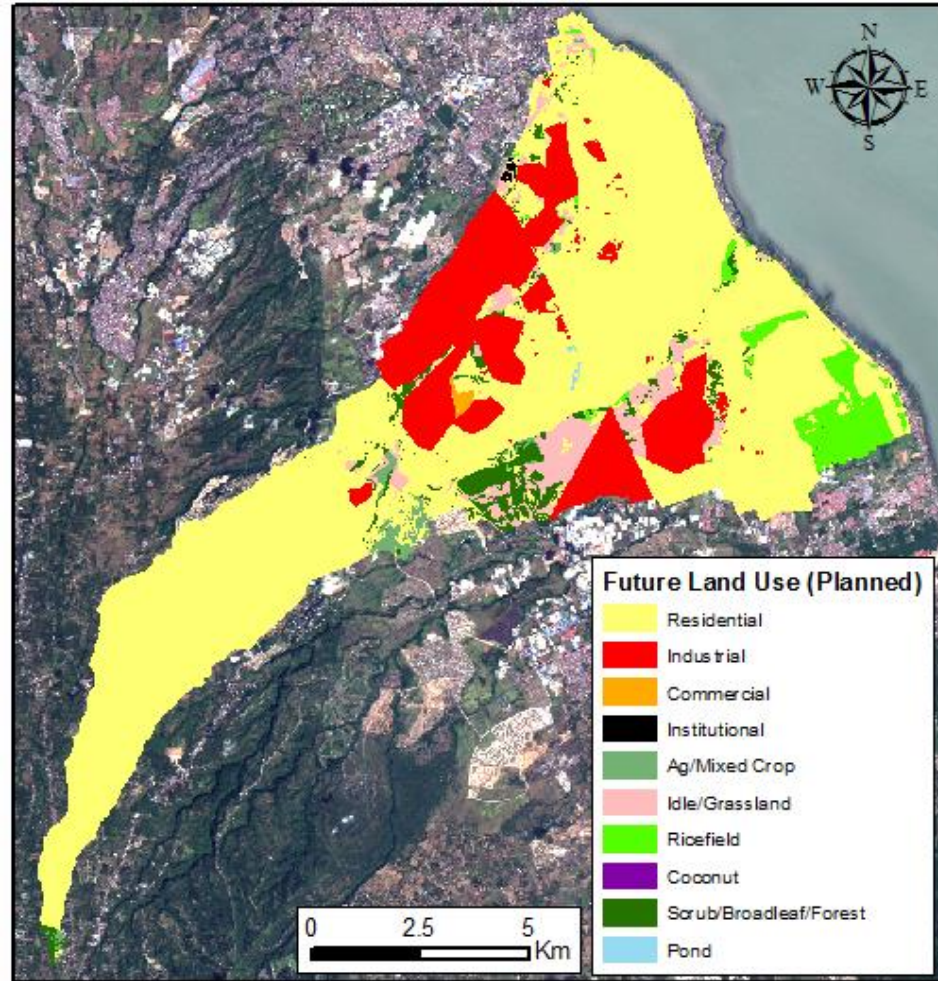 N
W E
S
Future Land Use (Planned)
Residential
Industrial
Commercial
Institutional
Ag/Mixed Crop
Idle/Grassland
Ricefield
Coconut
Scrub/Broadleaf/Forest
Pond
0 2.5 5
Km